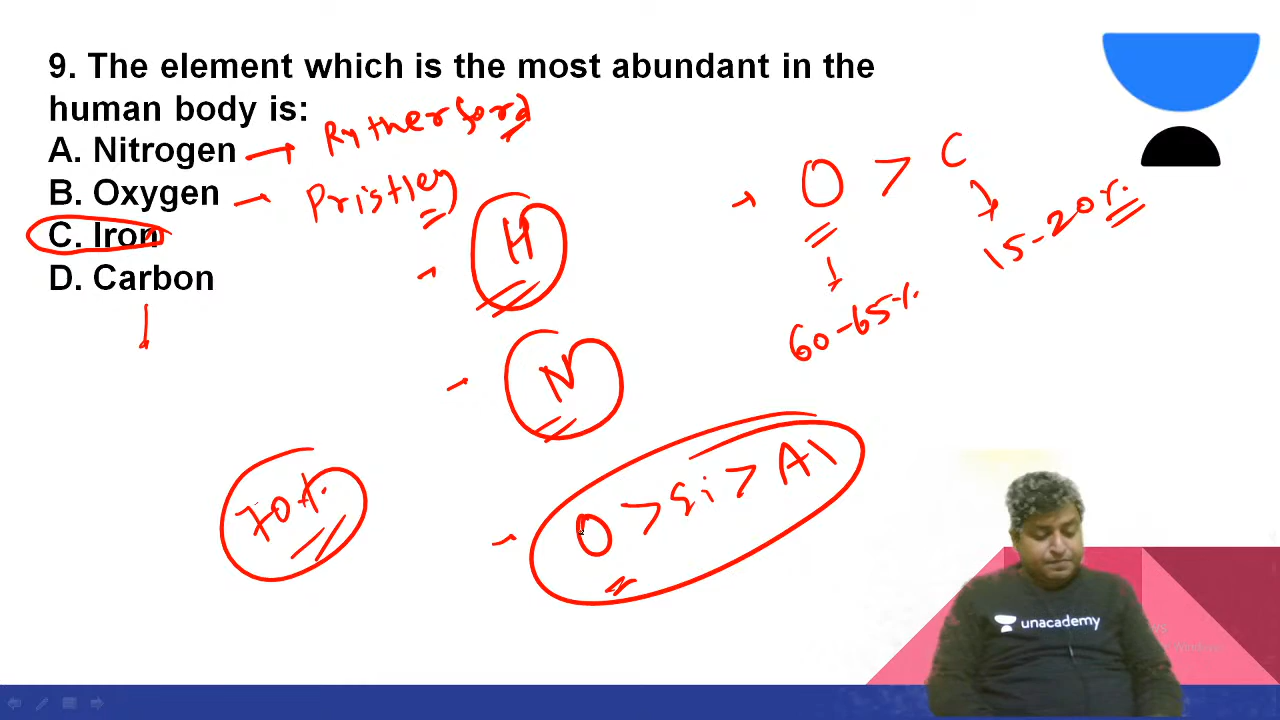 9. The element which is the most abundant in the
human body is:
A. Nitrogen → Rutherford
B. Oxygen → Pristley
C. Iron
D. Carbon
O > C
15-20%.
60-65%
H
N
70%.
O > Si > Al
unacademy